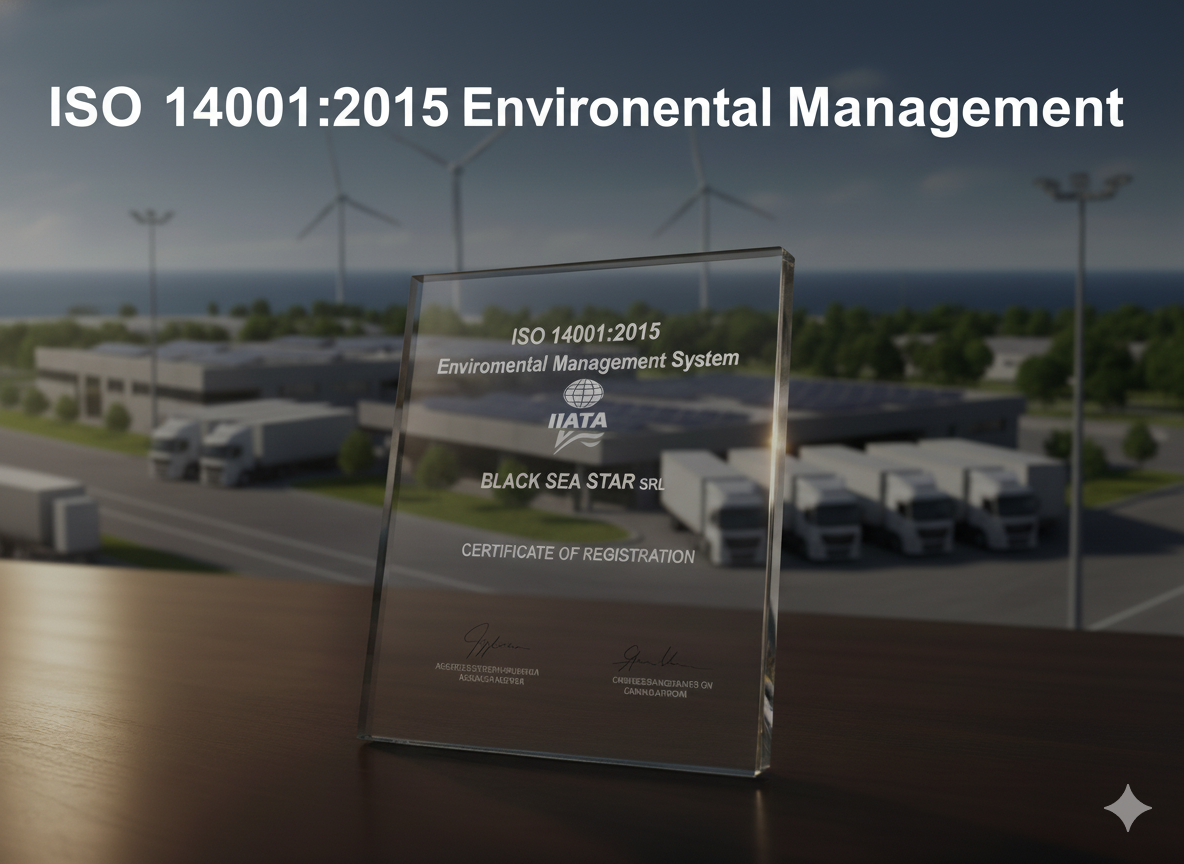 ISO 14001:2015 Environental Management
ISO 14001:2015
Enviromental Management System
IIATA
BLACK SEA STAR SRL
CERTIFICATE OF REGISTRATION